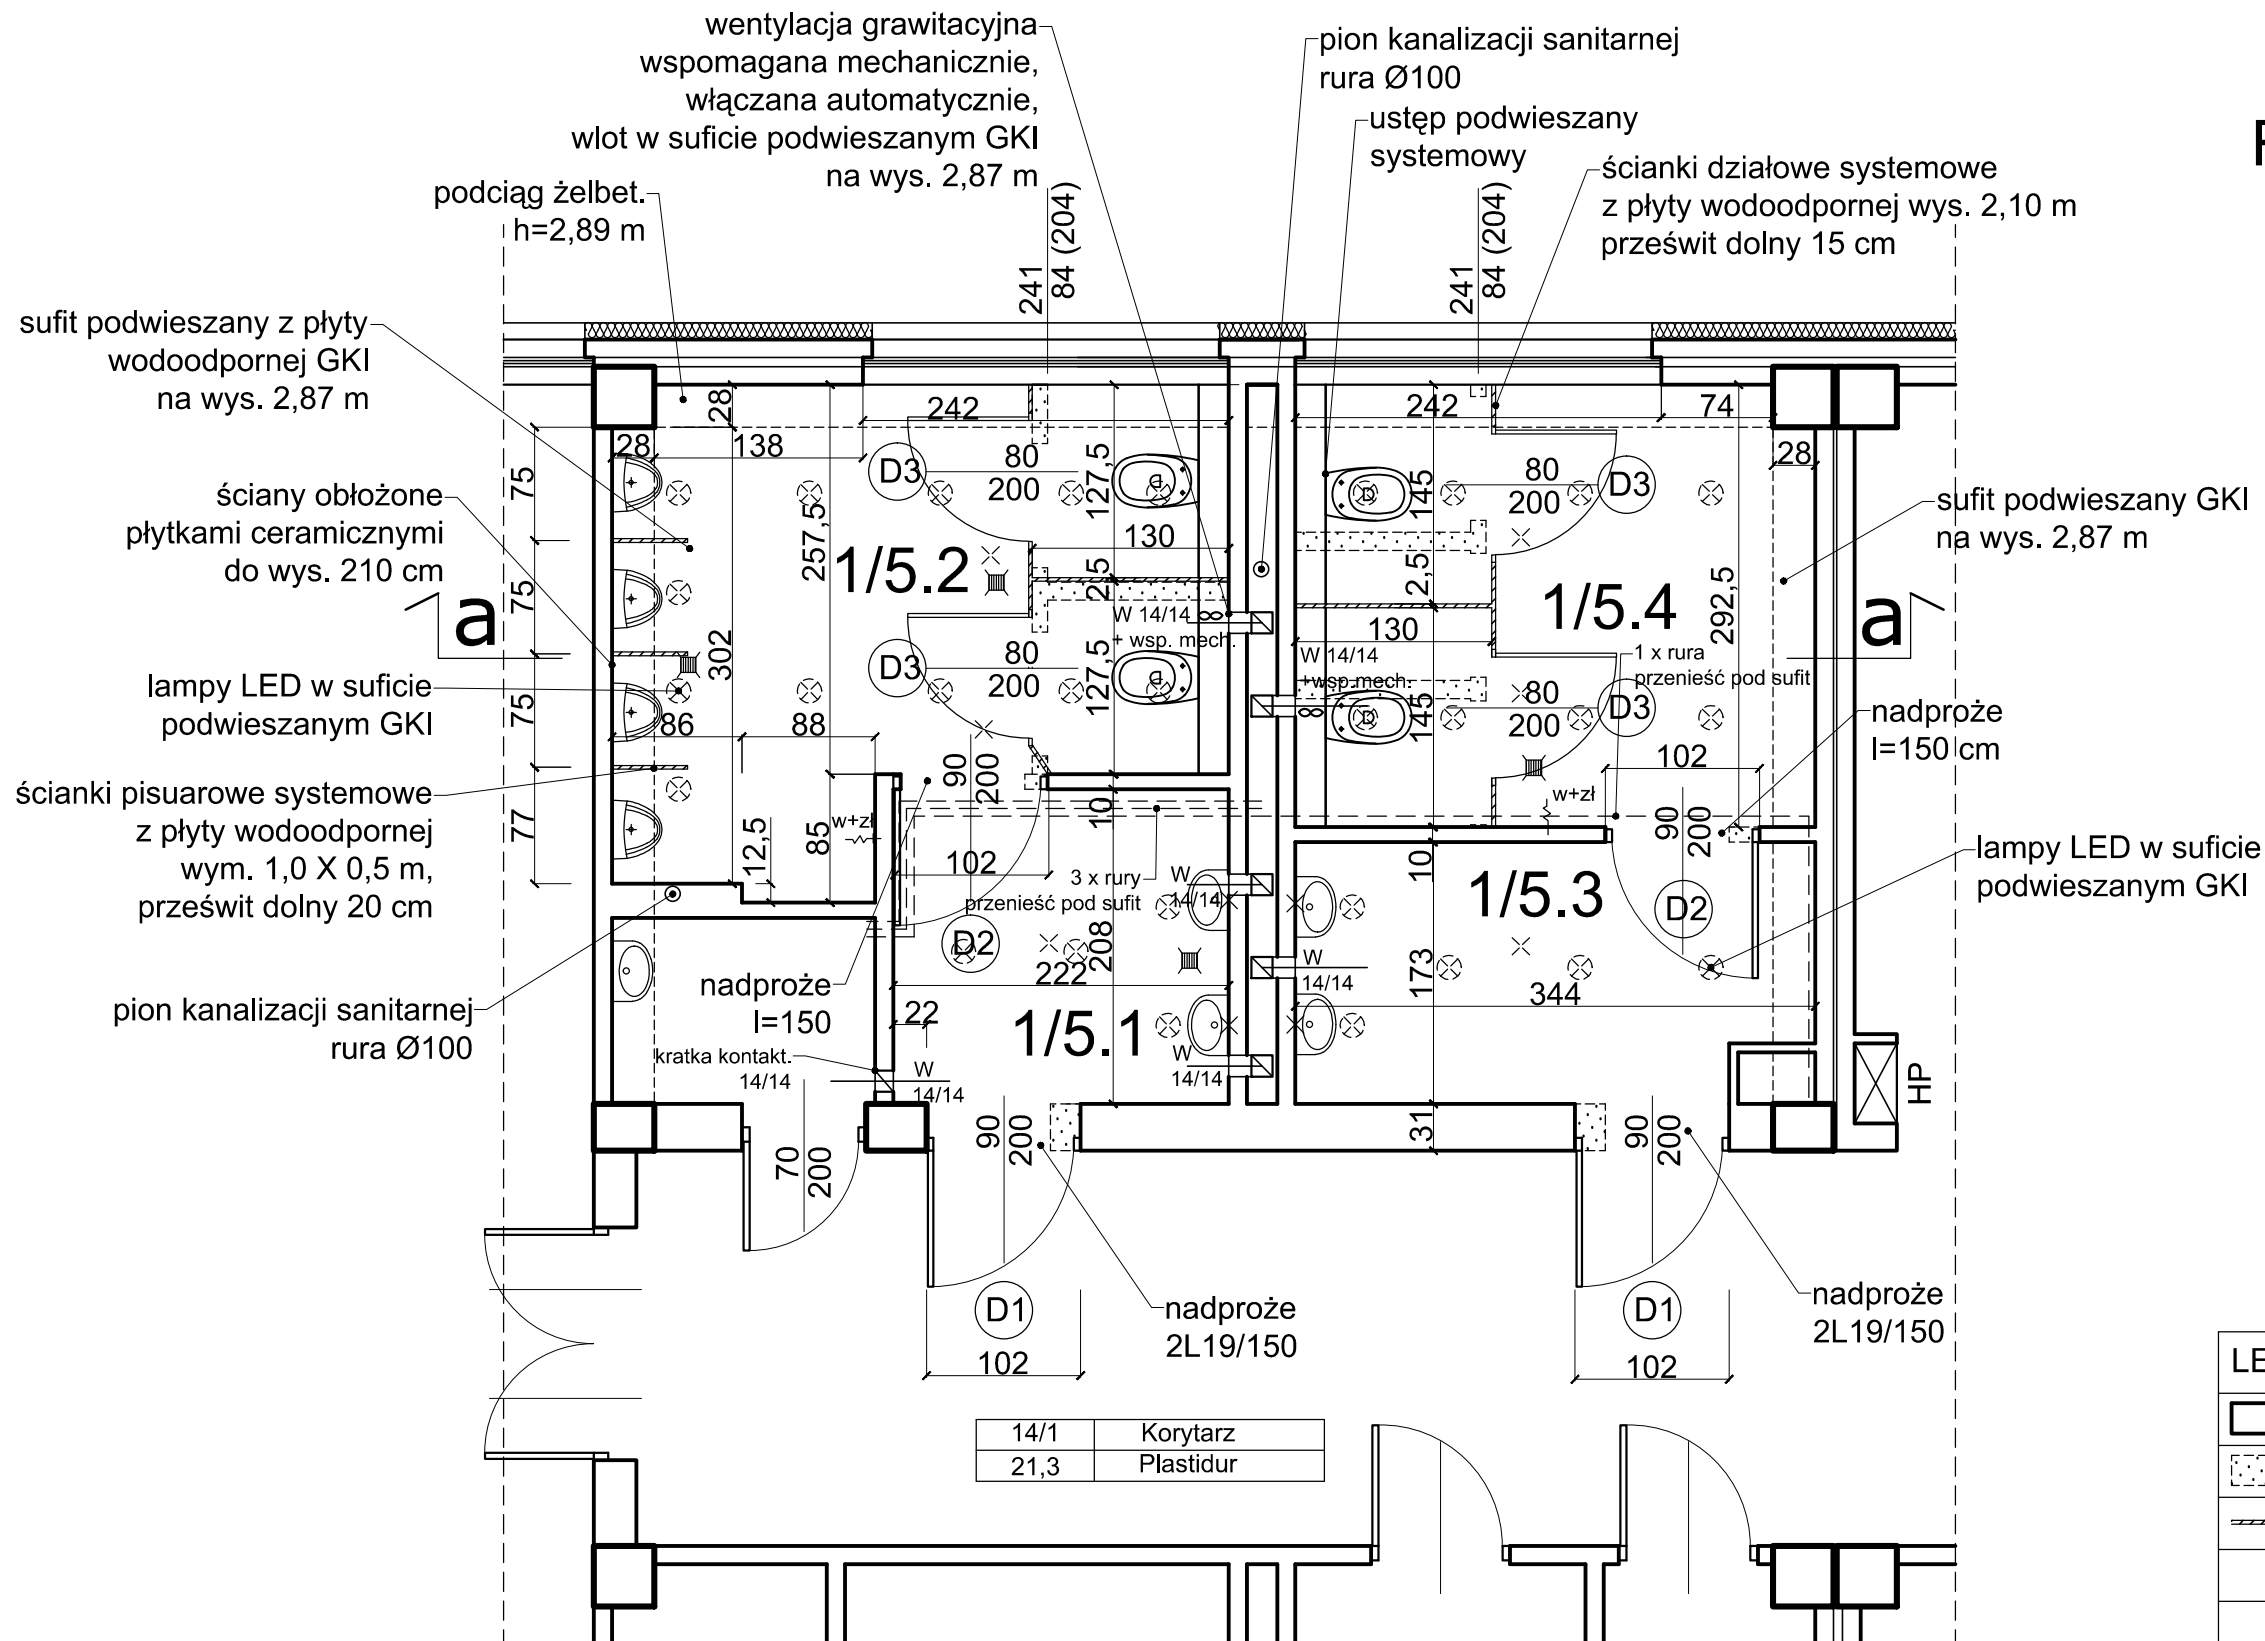 wentylacja grawitacyjna
wspomagana mechanicznie,
włączana automatycznie,
wlot w suficie podwieszanym GKI
na wys. 2,87 m
pion kanalizacji sanitarnej
rura Ø100
ustęp podwieszany
systemowy
ścianki działowe systemowe
z płyty wodoodpornej wys. 2,10 m
prześwit dolny 15 cm
podciąg żelbet.
h=2,89 m
241
84 (204)
241
84 (204)
sufit podwieszany z płyty
wodoodpornej GKI
na wys. 2,87 m
ściany obłożone
płytkami ceramicznymi
do wys. 210 cm
a
lampy LED w suficie
podwieszanym GKI
ścianki pisuarowe systemowe
z płyty wodoodpornej
wym. 1,0 X 0,5 m,
prześwit dolny 20 cm
pion kanalizacji sanitarnej
rura Ø100
75
75
75
77
28
28
138
242
257,5
302
86
88
12,5
85
D3
80
200
127,5
130
2,5
1/5.2
W 14/14
+ wsp. mech.
D3
80
200
127,5
90
200
10
w+zł
102
3 x rury
przenieść pod sufit
W
14/14
D2
208
222
22
1/5.1
W
14/14
nadproże
l=150
kratka kontakt.
14/14
W
14/14
242
74
28
145
80
200
D3
2,5
130
1/5.4
292,5
W 14/14
+wsp.mech.
1 x rura
przenieść pod sufit
145
80
200
D3
102
w+zł
90
200
10
1/5.3
D2
173
W
14/14
344
31
sufit podwieszany GKI
na wys. 2,87 m
a
nadproże
l=150 cm
lampy LED w suficie
podwieszanym GKI
HP
70
200
90
200
90
200
D1
102
nadproże
2L19/150
D1
102
nadproże
2L19/150
14/1 Korytarz
21,3 Plastidur